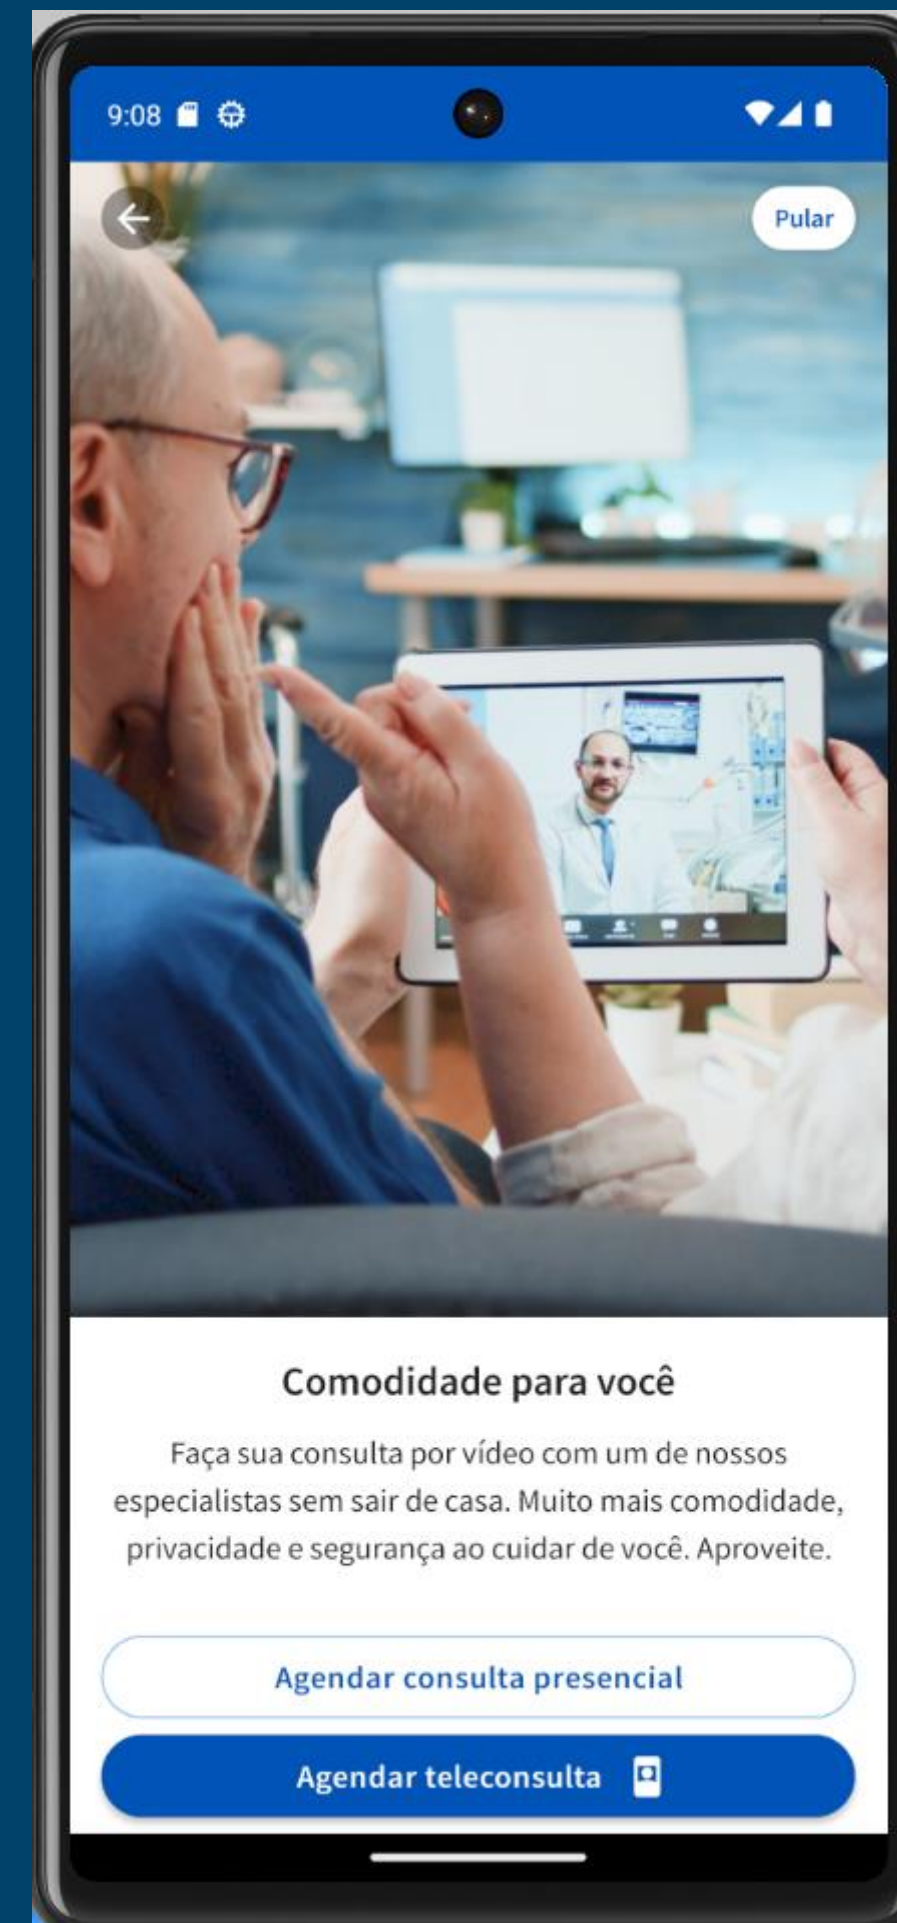 9:08
Pular
Comodidade para você
Faça sua consulta por vídeo com um de nossos
especialistas sem sair de casa. Muito mais comodidade,
privacidade e segurança ao cuidar de você. Aproveite.
Agendar consulta presencial
Agendar teleconsulta